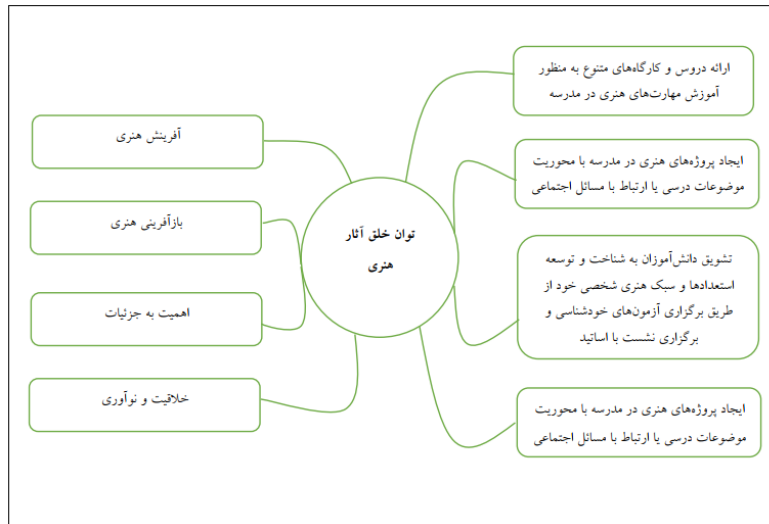 ارائه دروس و کارگاه‌های متنوع به منظور
آموزش مهارت‌های هنری در مدرسه
ایجاد پروژه‌های هنری در مدرسه با محوریت
موضوعات درسی یا ارتباط با مسائل اجتماعی
تشویق دانش‌آموزان به شناخت و توسعه
استعدادها و سبک هنری شخصی خود از
طریق برگزاری آزمون‌های خودشناسی و
برگزاری نشست با اساتید
ایجاد پروژه‌های هنری در مدرسه با محوریت
موضوعات درسی یا ارتباط با مسائل اجتماعی
توان خلق آثار
هنری
آفرینش هنری
بازآفرینی هنری
اهمیت به جزئیات
خلاقیت و نوآوری